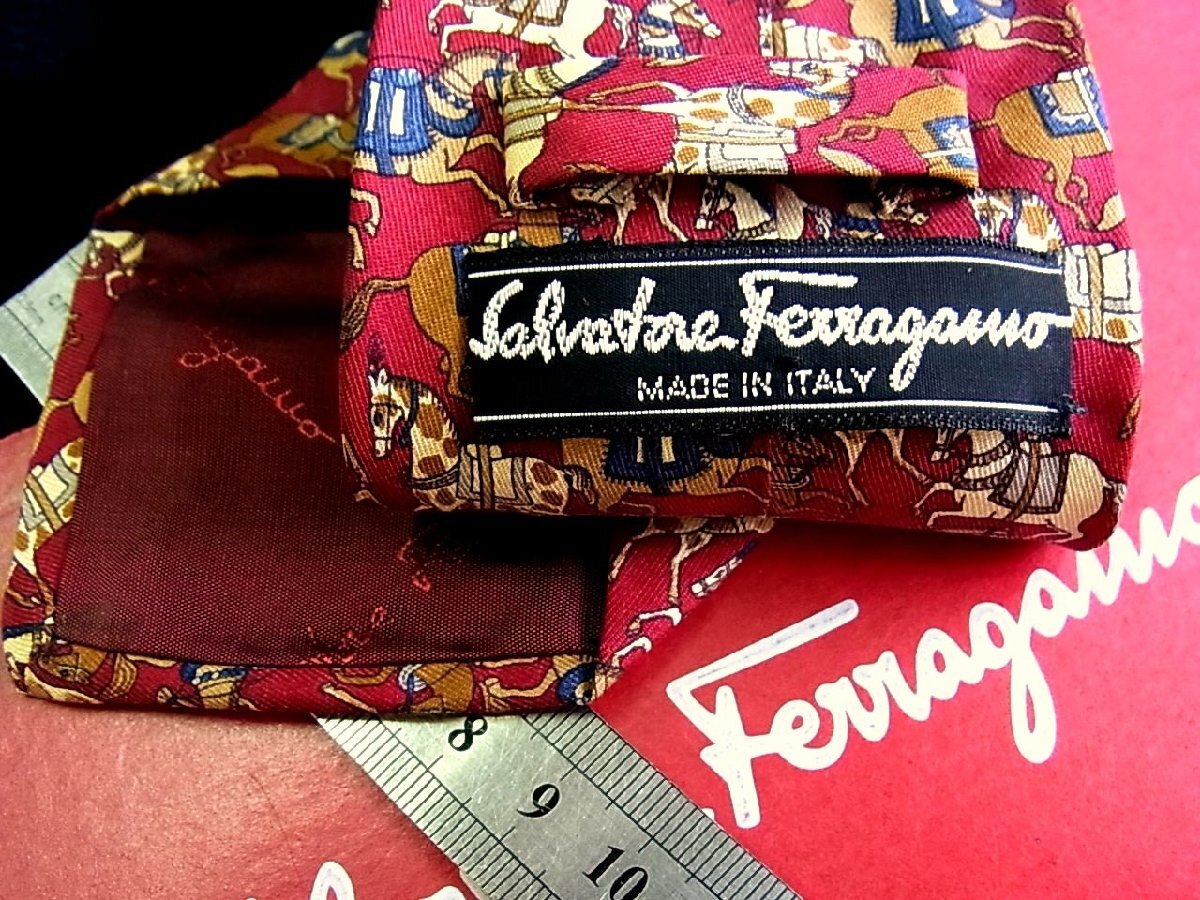 Salvatore Ferragamo
MADE IN ITALY
Ferragamo
8
9
10